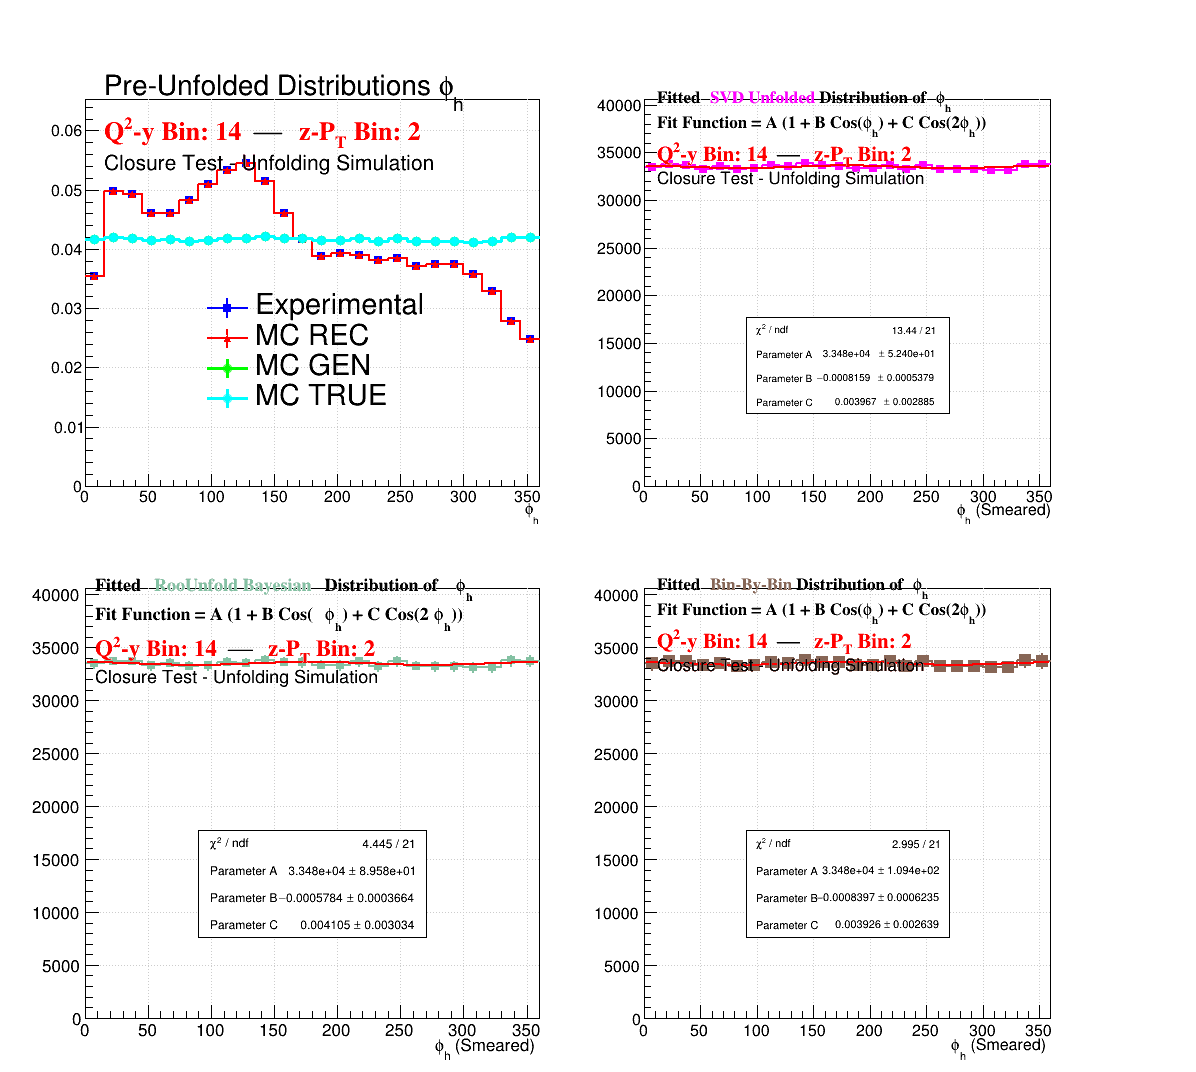 Pre-Unfolded Distributions ϕh
Q²-y Bin: 14 — z-PT Bin: 2
Closure Test - Unfolding Simulation
0.06
0.05
0.04
0.03
0.02
0.01
0
Experimental
MC REC
MC GEN
MC TRUE
0 50 100 150 200 250 300 350
ϕh
Fitted SVD Unfolded Distribution of ϕh
Fit Function = A (1 + B Cos(ϕh) + C Cos(2ϕh))
Q²-y Bin: 14 — z-PT Bin: 2
Closure Test - Unfolding Simulation
40000
35000
30000
25000
20000
15000
10000
5000
0
χ² / ndf 13.44 / 21
Parameter A 3.348e+04 ± 5.240e+01
Parameter B −0.0008159 ± 0.0005379
Parameter C 0.003967 ± 0.002885
0 50 100 150 200 250 300 350
ϕh (Smeared)
Fitted RooUnfold Bayesian Distribution of ϕh
Fit Function = A (1 + B Cos( ϕh) + C Cos(2 ϕh))
Q²-y Bin: 14 — z-PT Bin: 2
Closure Test - Unfolding Simulation
40000
35000
30000
25000
20000
15000
10000
5000
0
χ² / ndf 4.445 / 21
Parameter A 3.348e+04 ± 8.958e+01
Parameter B −0.0005784 ± 0.0003664
Parameter C 0.004105 ± 0.003034
0 50 100 150 200 250 300 350
ϕh (Smeared)
Fitted Bin-By-Bin Distribution of ϕh
Fit Function = A (1 + B Cos(ϕh) + C Cos(2ϕh))
Q²-y Bin: 14 — z-PT Bin: 2
Closure Test - Unfolding Simulation
40000
35000
30000
25000
20000
15000
10000
5000
0
χ² / ndf 2.995 / 21
Parameter A 3.348e+04 ± 1.094e+02
Parameter B −0.0008397 ± 0.0006235
Parameter C 0.003926 ± 0.002639
0 50 100 150 200 250 300 350
ϕh (Smeared)